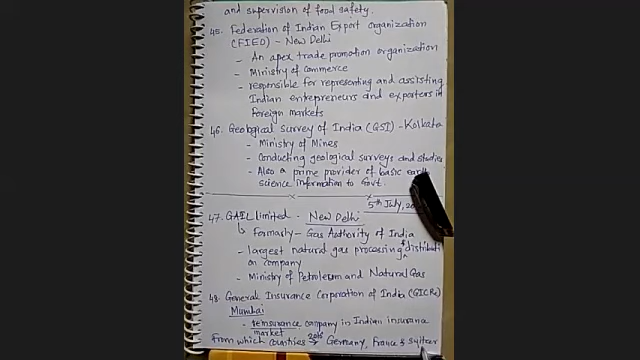 and supervision of food safety.
45. Federation of Indian Export Organization
(FIEO) - New Delhi
- An apex trade promotion organization
- Ministry of commerce
- responsible for representing and assisting
Indian entrepreneurs and exporters in
foreign markets
46. Geological Survey of India (GSI) - Kolkata
- Ministry of Mines
- Conducting geological surveys and studies
- Also a prime provider of basic earth
science information to Govt.
5th July, 20
47. GAIL Limited - New Delhi
Formarly - Gas Authority of India
- largest natural gas processing & distributi
on company
- Ministry of Petroleum and Natural Gas
48. General Insurance Corporation of India (GICRe)
Mumbai
- reinsurance company in Indian insurance
market
2016
From which countries → Germany, France & Switzer